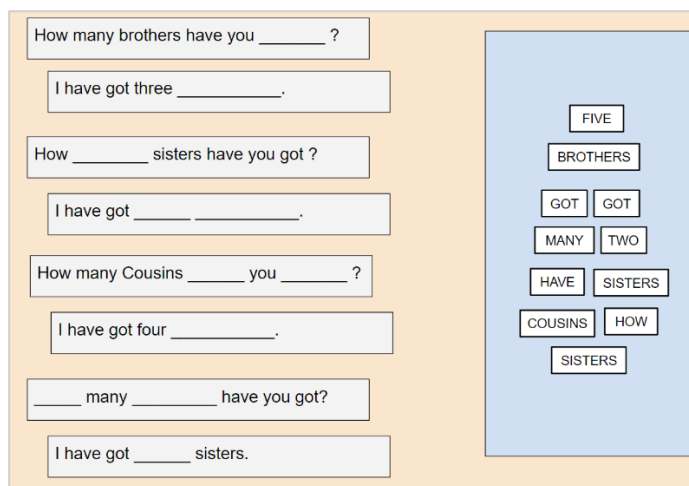 How many brothers have you _______ ?
I have got three ___________.
How ________ sisters have you got ?
I have got ______ ___________.
How many Cousins ______ you _______ ?
I have got four ___________.
_____ many _________ have you got?
I have got ______ sisters.
FIVE
BROTHERS
GOT GOT
MANY TWO
HAVE SISTERS
COUSINS HOW
SISTERS